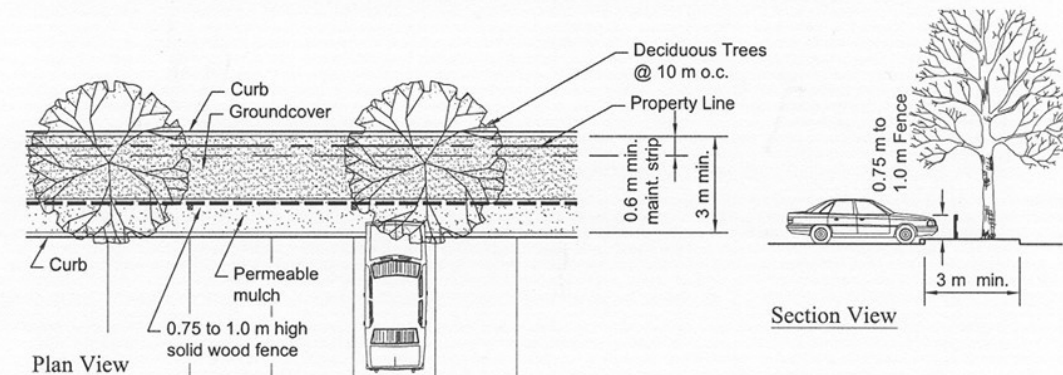 Deciduous Trees
@ 10 m o.c.
Curb
Groundcover
Property Line
0.6 m min.
maint. strip
3 m min.
Curb
Permeable
mulch
0.75 to 1.0 m high
solid wood fence
Plan View
0.75 m to
1.0 m Fence
3 m min.
Section View